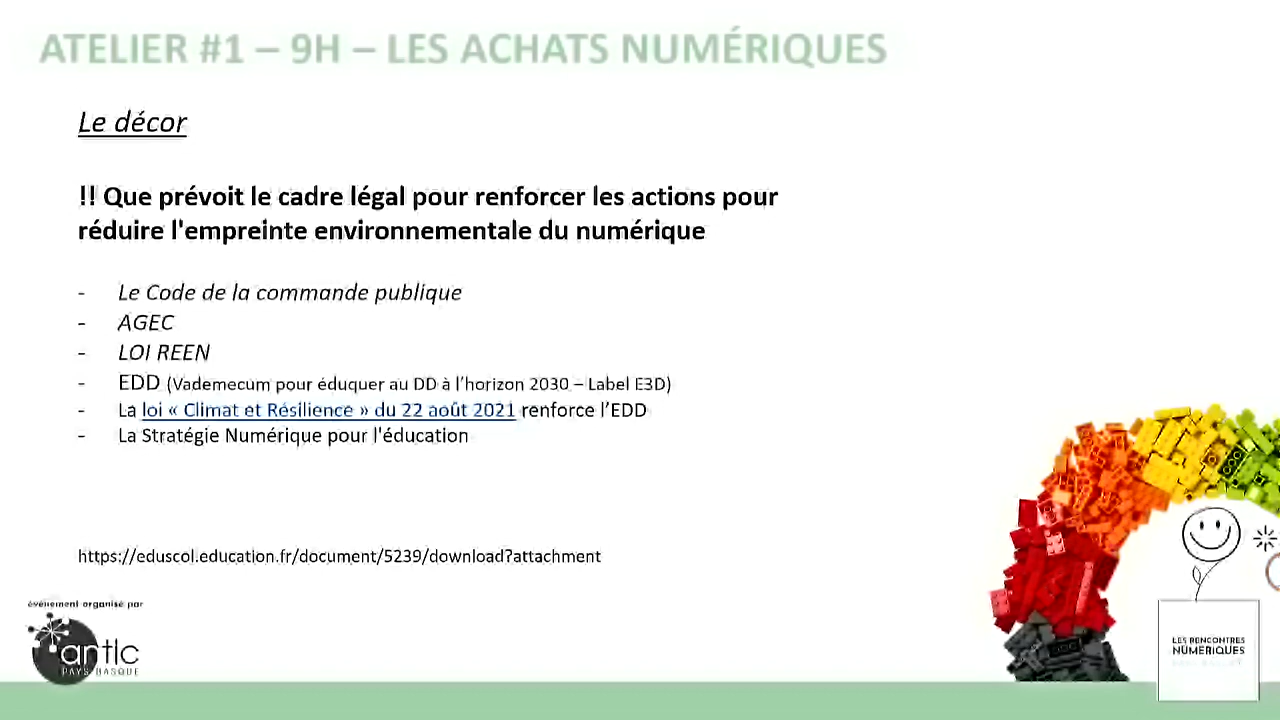 ATELIER #1 – 9H – LES ACHATS NUMÉRIQUES
Le décor
!! Que prévoit le cadre légal pour renforcer les actions pour
réduire l'empreinte environnementale du numérique
- Le Code de la commande publique
- AGEC
- LOI REEN
- EDD (Vademecum pour éduquer au DD à l'horizon 2030 – Label E3D)
- La loi « Climat et Résilience » du 22 août 2021 renforce l'EDD
- La Stratégie Numérique pour l'éducation
https://eduscol.education.fr/document/5239/download?attachment
événement organisé par
antic
PAYS BASQUE
LES RENCONTRES
NUMÉRIQUES